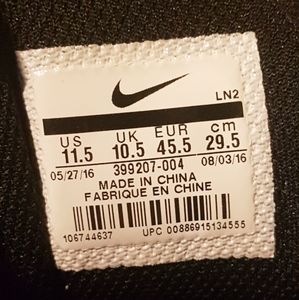 LN2
US UK EUR cm
11.5 10.5 45.5 29.5
05/27/16 399207-004 08/03/16
MADE IN CHINA
FABRIQUE EN CHINE
106744637 UPC 00886915134555